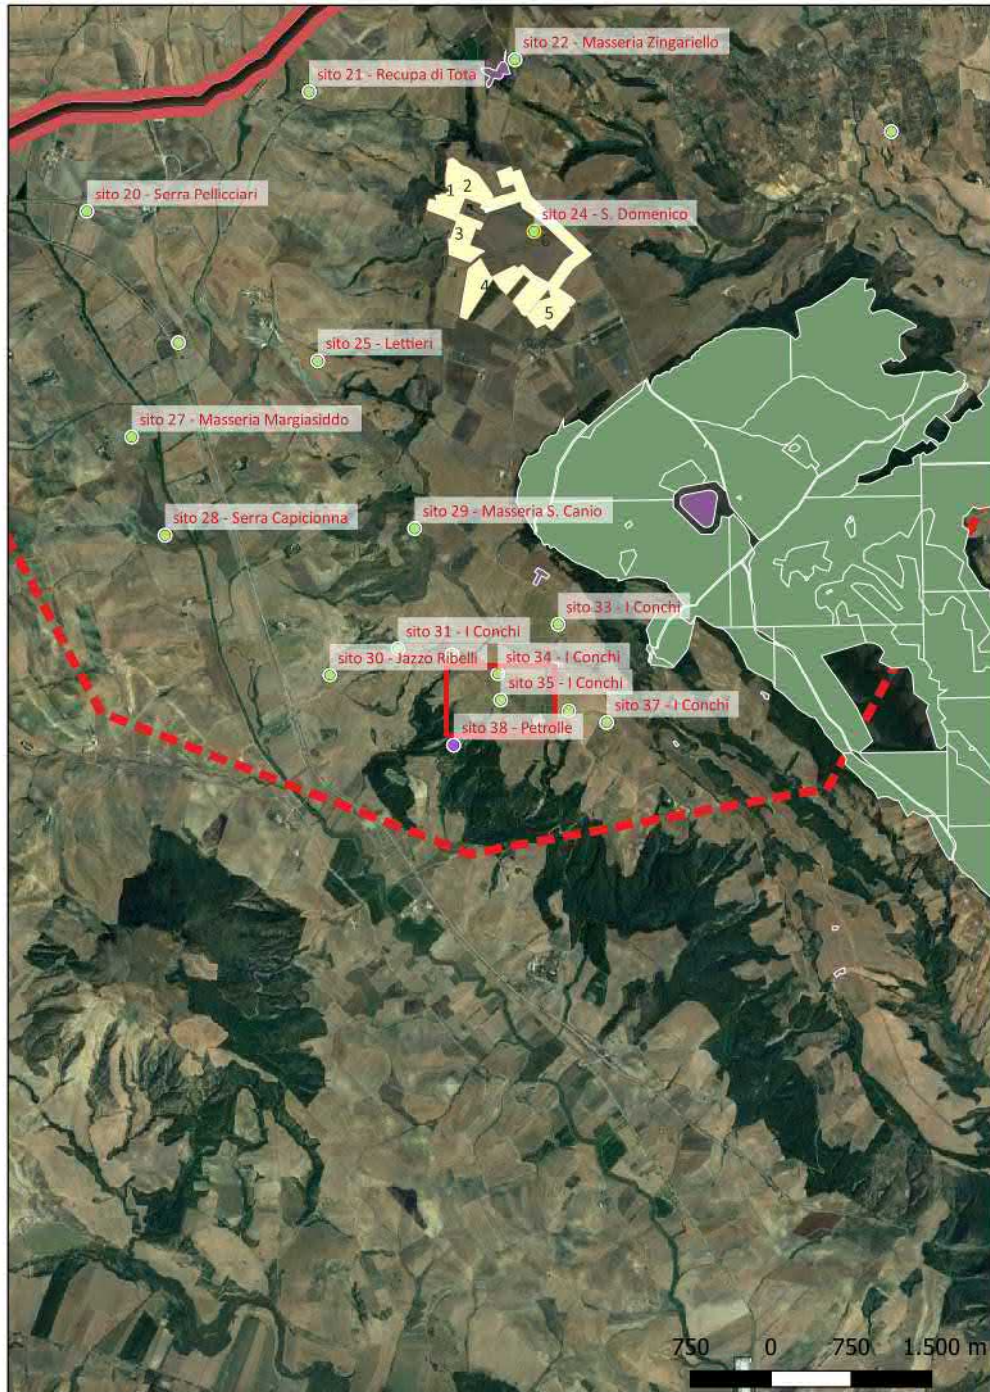 sito 22 - Masseria Zingariello
sito 21 - Recupa di Tota
sito 20 - Serra Pellicciari
1
2
sito 24 - S. Domenico
3
4
5
sito 25 - Lettieri
sito 27 - Masseria Margiasiddo
sito 28 - Serra Capicionna
sito 29 - Masseria S. Canio
sito 33 - I Conchi
sito 31 - I Conchi
sito 30 - Jazzo Ribelli
sito 34 - I Conchi
sito 35 - I Conchi
sito 37 - I Conchi
sito 38 - Petrolle
750 0 750 1.500 m